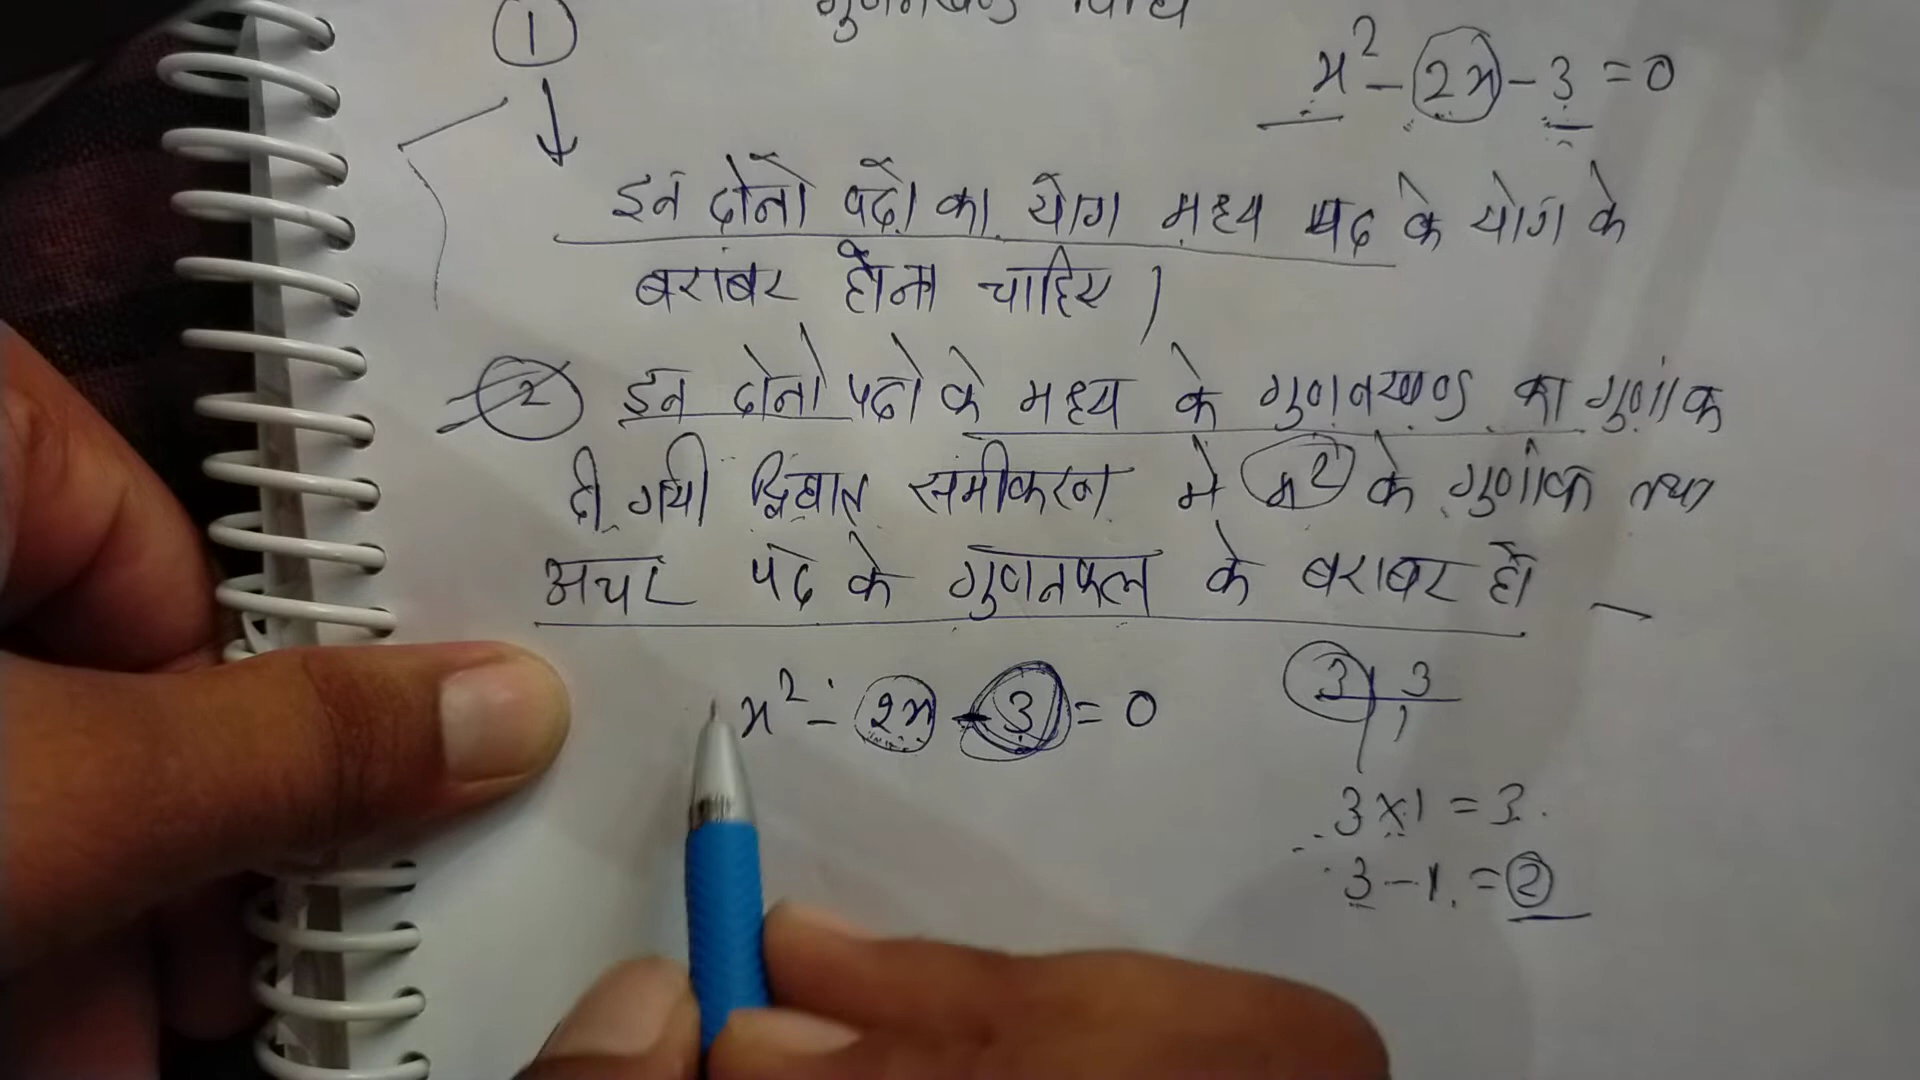 गुणनखण्ड विधि
1
x² - 2x - 3 = 0
इन दोनो पदो का योग मध्य पद के योग के
बराबर होना चाहिए।
2 इन दोनो पदो के मध्य के गुणनखण्ड का गुणांक
दी गयी द्विघात समीकरण मे x² के गुणांक तथा
अचर पद के गुणनफल के बराबर हो
x² - 2x - 3 = 0
3 | 3
1
3 × 1 = 3
3 - 1 = 2